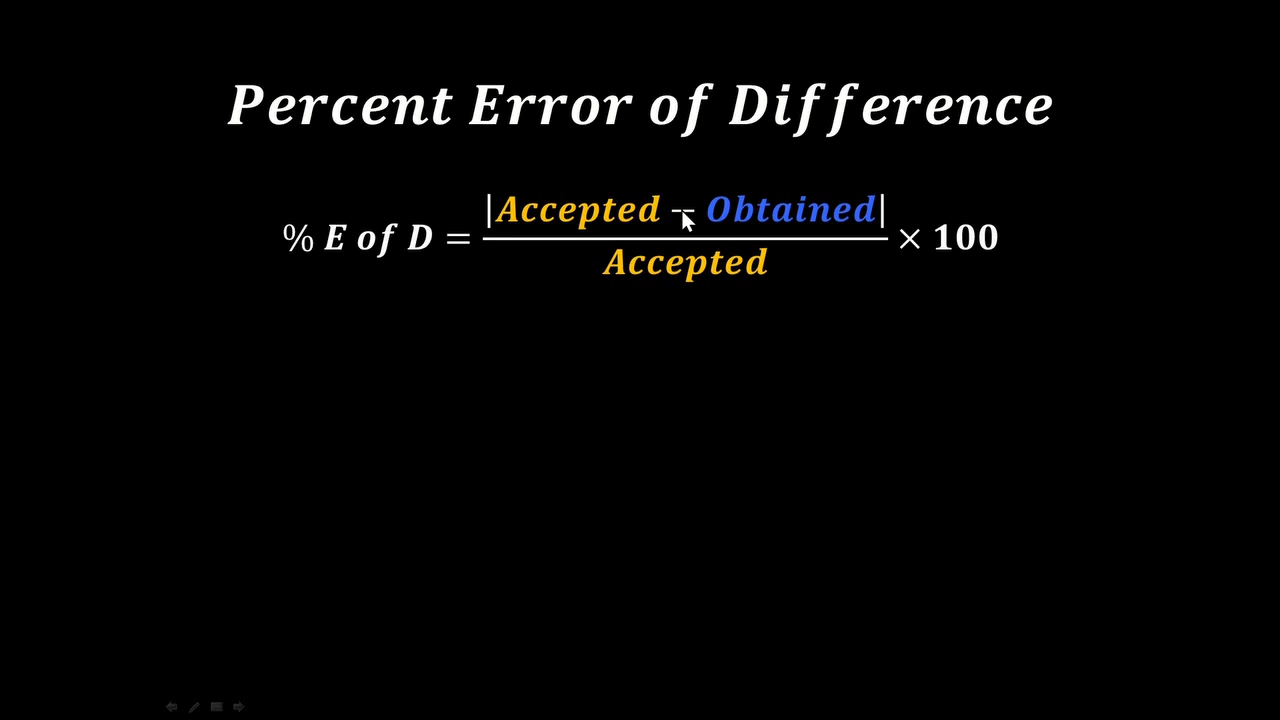 Percent Error of Difference
% E of D = |Accepted − Obtained| / Accepted × 100